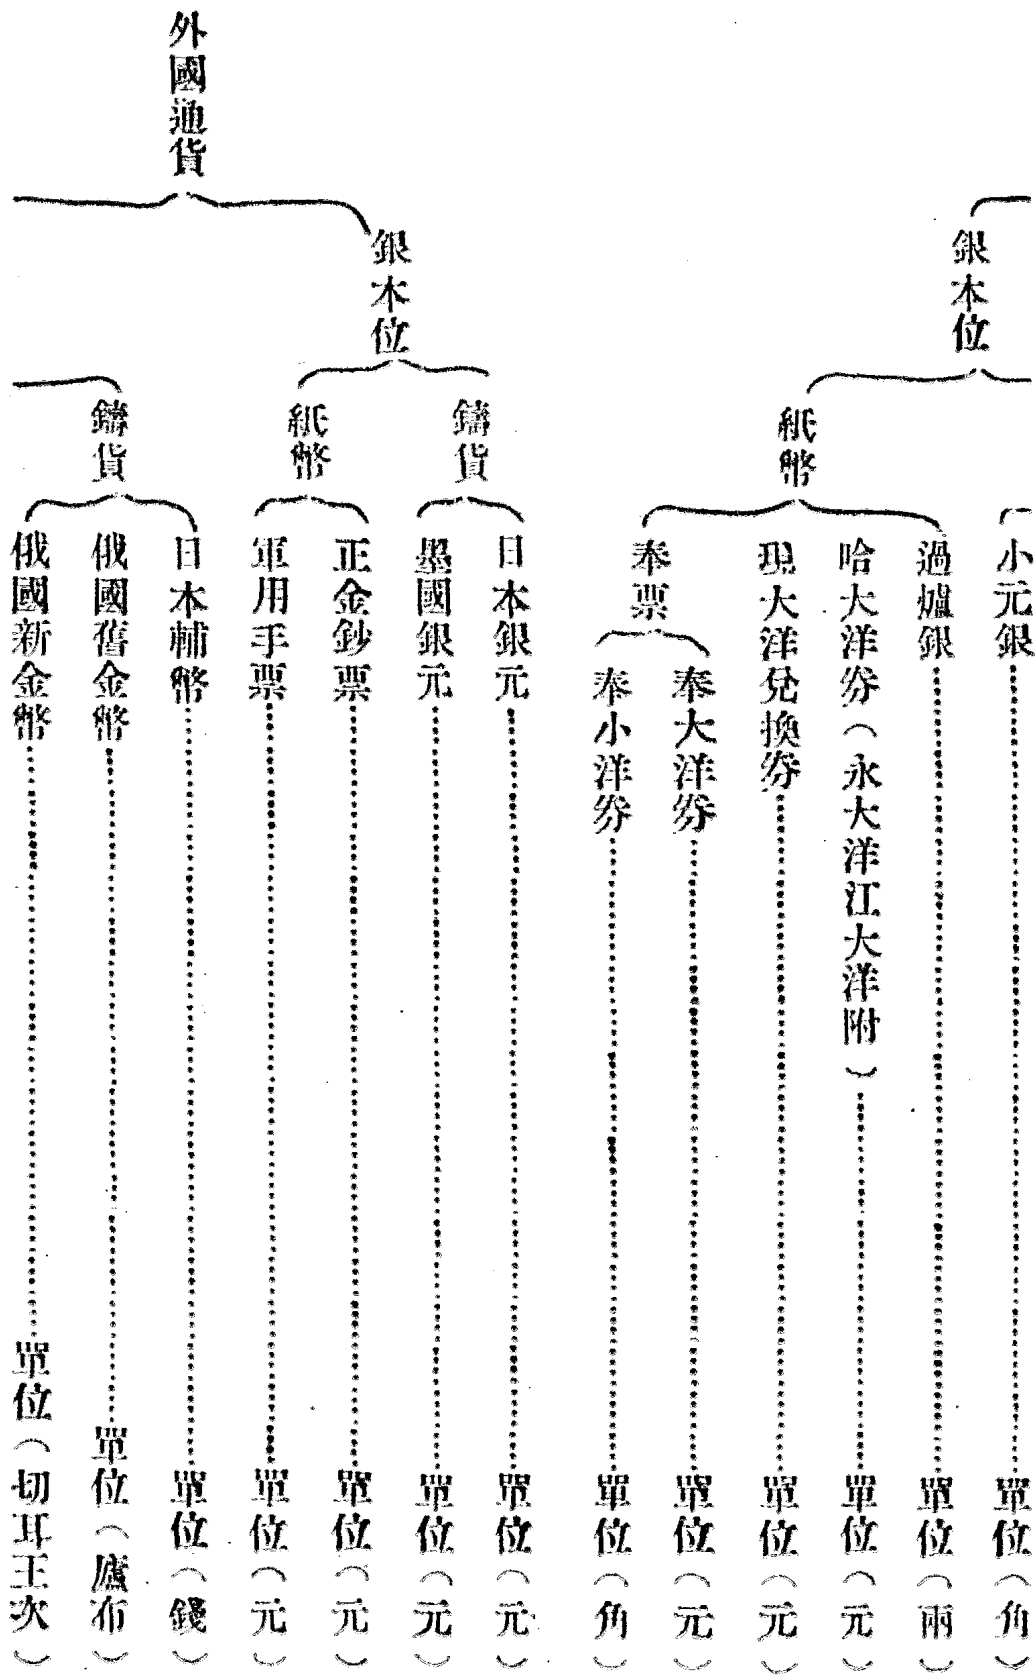 銀本位
小元銀……單位（角）
紙幣
過爐銀……單位（兩）
哈大洋券（永大洋江大洋附）……單位（元）
現大洋兌換券……單位（元）
奉票
奉大洋券……單位（元）
奉小洋券……單位（角）
外國通貨
銀本位
鑄貨
日本銀元……單位（元）
墨國銀元……單位（元）
紙幣
正金鈔票……單位（元）
軍用手票……單位（元）
鑄貨
日本輔幣……單位（錢）
俄國舊金幣……單位（廬布）
俄國新金幣……單位（切耳王次）